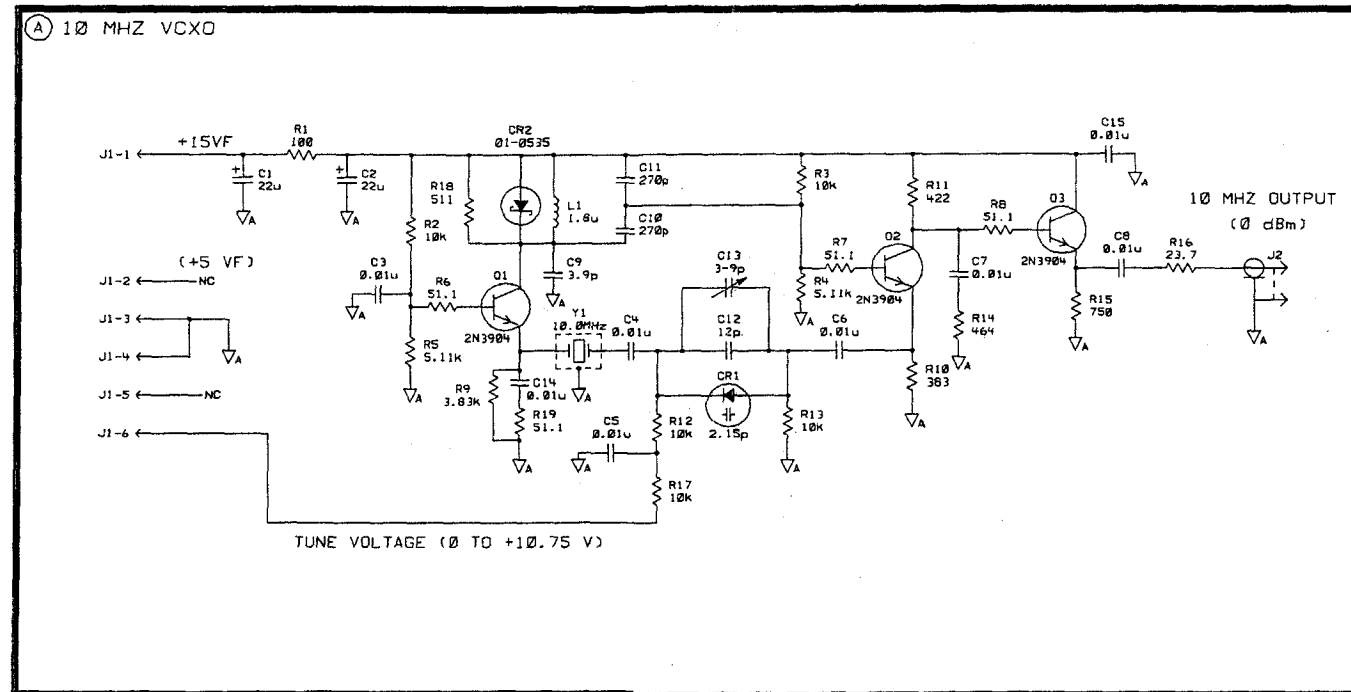 A 10 MHZ VCXO
J1-1
+15VF
R1
100
C1
22u
C2
22u
A
A
CR2
01-0535
R18
511
L1
1.8u
C11
270p
C10
270p
R3
10k
R11
422
C15
0.01u
A
R2
10k
C3
0.01u
A
R6
51.1
Q1
2N3904
C9
3.9p
A
R5
5.11k
A
(+5 VF)
J1-2
NC
J1-3
J1-4
A
J1-5
NC
J1-6
R9
3.83k
C14
0.01u
R19
51.1
A
Y1
10.0MHz
A
C4
0.01u
C13
3-9p
C12
12p
CR1
2.15p
C6
0.01u
R7
51.1
R4
5.11k
A
Q2
2N3904
R10
383
A
R8
51.1
C7
0.01u
R14
464
A
Q3
2N3904
R15
750
A
C8
0.01u
R16
23.7
10 MHZ OUTPUT
(0 dBm)
J2
A
C5
0.01u
A
R12
10k
R13
10k
A
R17
10k
TUNE VOLTAGE (0 TO +10.75 V)